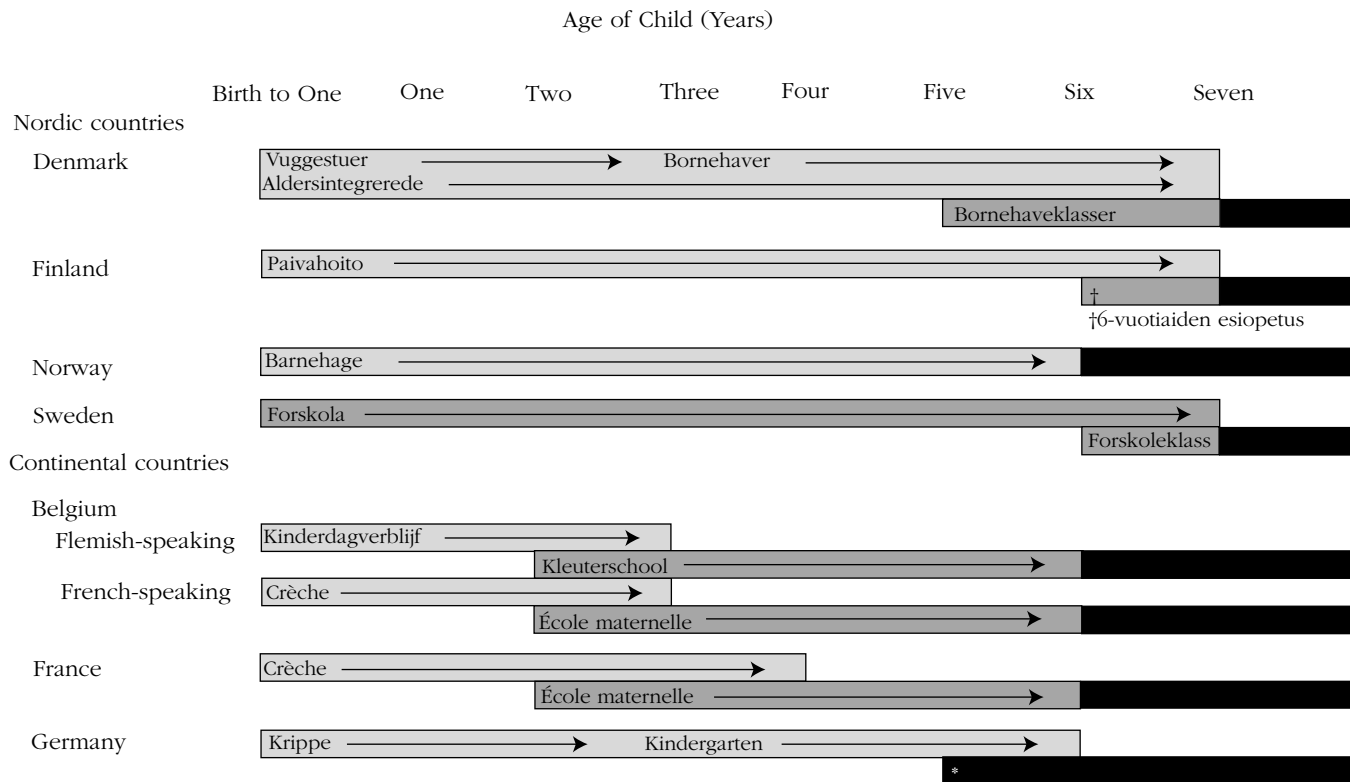 Age of Child (Years)
Birth to One One Two Three Four Five Six Seven
Nordic countries
Denmark
Vuggestuer Bornehaver
Aldersintegrerede
Bornehaveklasser
Finland
Paivahoito
†
†6-vuotiaiden esiopetus
Norway
Barnehage
Sweden
Forskola
Forskoleklass
Continental countries
Belgium
Flemish-speaking
Kinderdagverblijf
Kleuterschool
French-speaking
Crèche
École maternelle
France
Crèche
École maternelle
Germany
Krippe Kindergarten
*